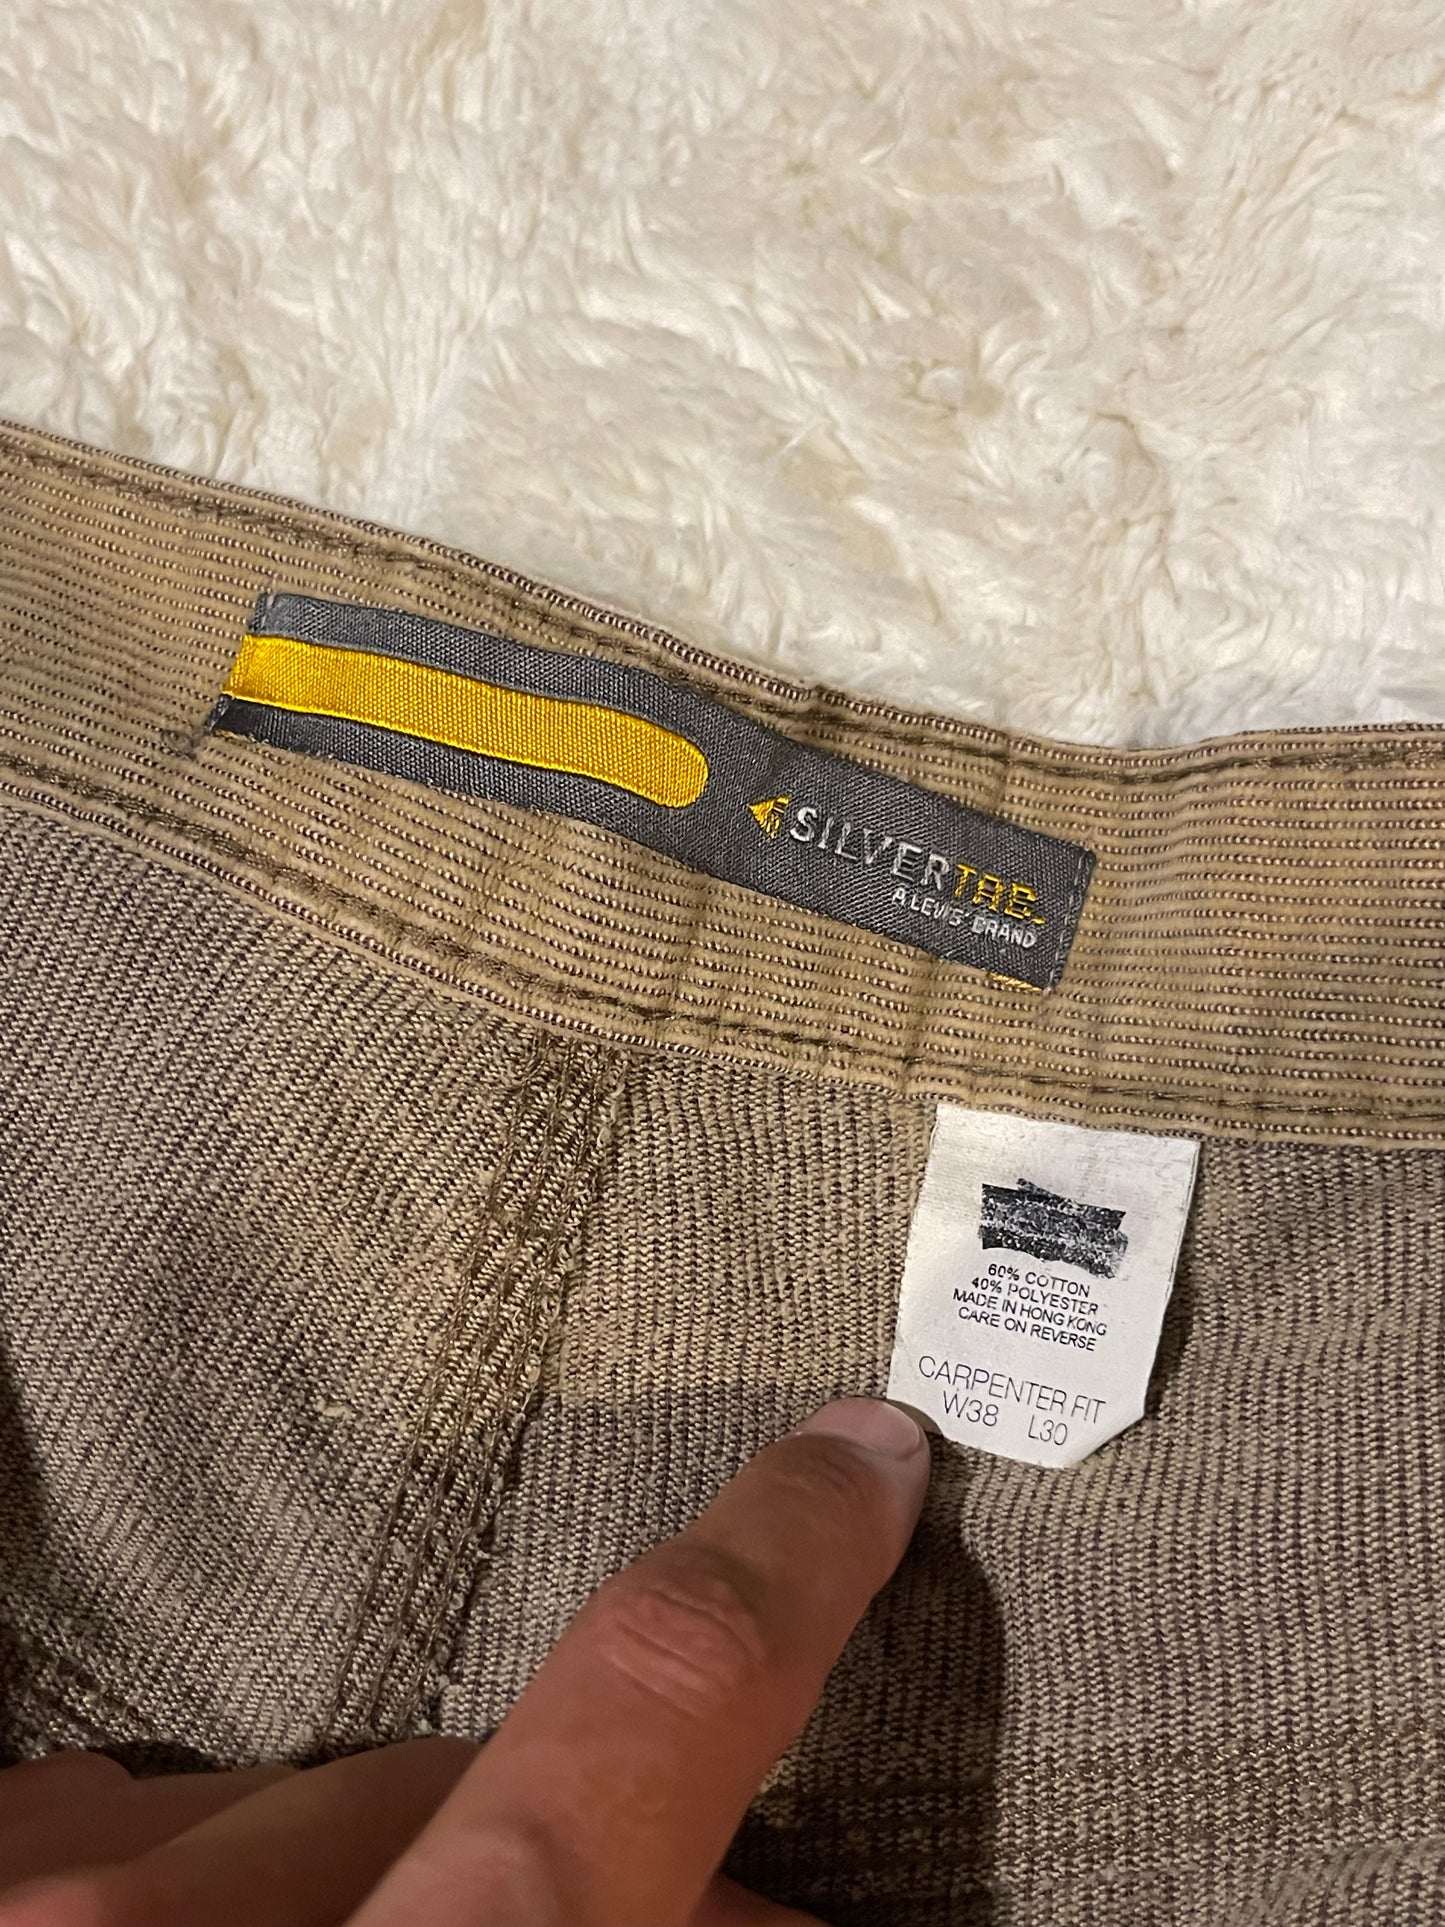 SILVERTAB.
A LEVI'S BRAND
60% COTTON
40% POLYESTER
MADE IN HONG KONG
CARE ON REVERSE
CARPENTER FIT
W38 L30